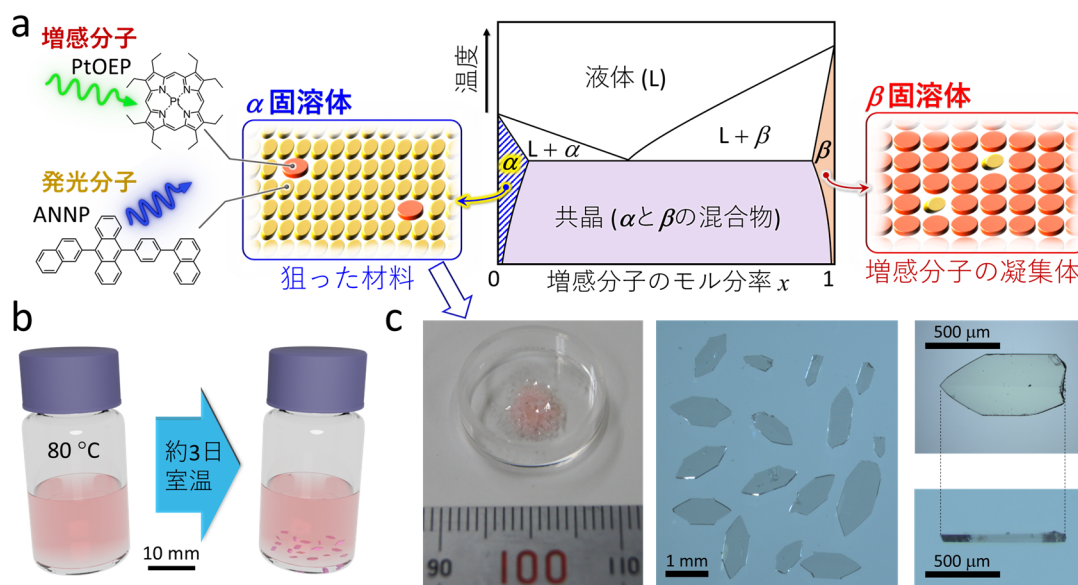 a
増感分子
PtOEP
Pt
N
N
N
N
発光分子
ANNP
α 固溶体
狙った材料
温度
液体 (L)
L + α
L + β
α
β
共晶 (αとβの混合物)
0
増感分子のモル分率 x
1
β 固溶体
増感分子の凝集体
b
80 °C
約3日
室温
10 mm
c
90
100
110
1 mm
500 μm
500 μm